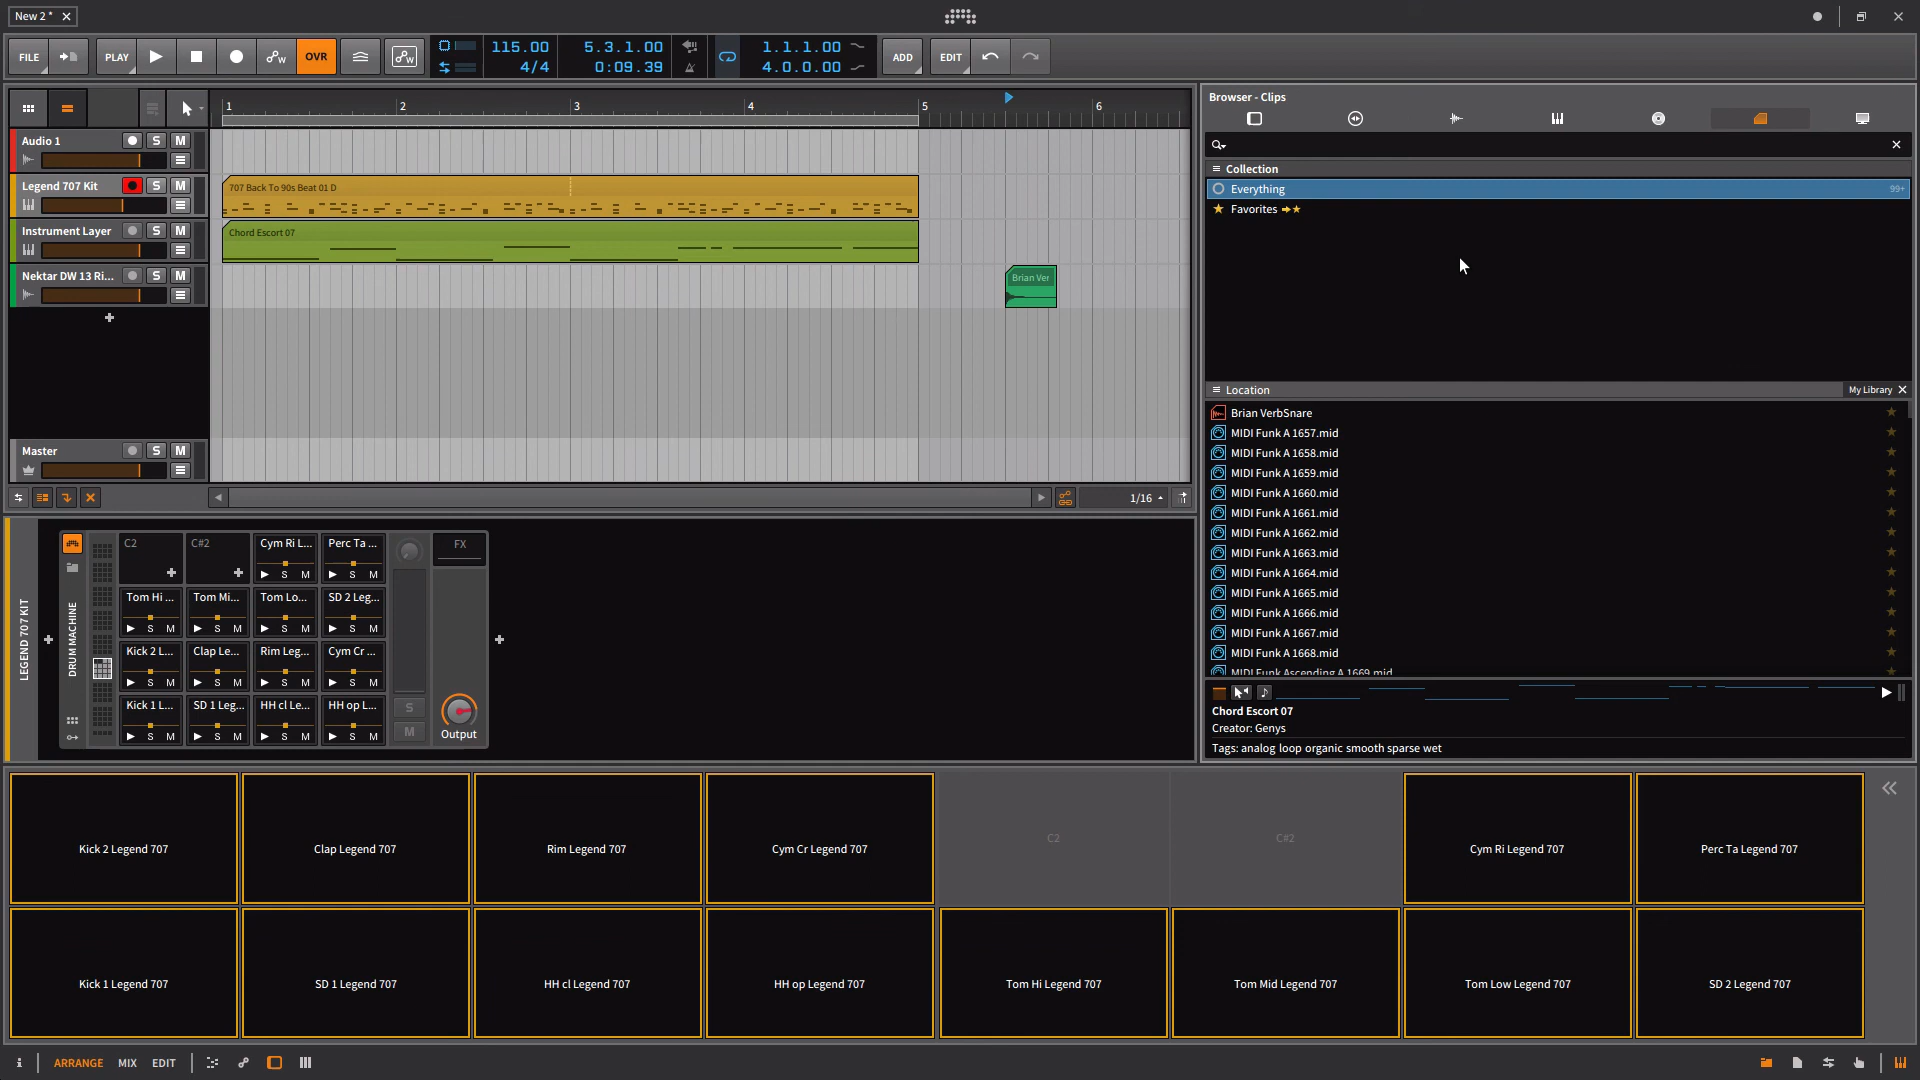 New 2 *
FILE
PLAY
OVR
115.00
4/4
5.3.1.00
0:09.39
1.1.1.00
4.0.0.00
ADD
EDIT
1
2
3
4
5
6
Audio 1
S M
Legend 707 Kit
S M
707 Back To 90s Beat 01 D
Instrument Layer
S M
Chord Escort 07
Nektar DW 13 Ri...
S M
Brian Ver
Master
S M
1/16
Browser - Clips
Collection
Everything
99+
Favorites
Location
My Library
Brian VerbSnare
MIDI Funk A 1657.mid
MIDI Funk A 1658.mid
MIDI Funk A 1659.mid
MIDI Funk A 1660.mid
MIDI Funk A 1661.mid
MIDI Funk A 1662.mid
MIDI Funk A 1663.mid
MIDI Funk A 1664.mid
MIDI Funk A 1665.mid
MIDI Funk A 1666.mid
MIDI Funk A 1667.mid
MIDI Funk A 1668.mid
MIDI Funk Ascending A 1669.mid
Chord Escort 07
Creator: Genys
Tags: analog loop organic smooth sparse wet
LEGEND 707 KIT
DRUM MACHINE
C2
C#2
Cym Ri L...
S M
Perc Ta ...
S M
Tom Hi ...
S M
Tom Mi...
S M
Tom Lo...
S M
SD 2 Leg...
S M
Kick 2 L...
S M
Clap Le...
S M
Rim Leg...
S M
Cym Cr ...
S M
Kick 1 L...
S M
SD 1 Leg...
S M
HH cl Le...
S M
HH op L...
S M
S
M
FX
Output
Kick 2 Legend 707
Clap Legend 707
Rim Legend 707
Cym Cr Legend 707
C2
C#2
Cym Ri Legend 707
Perc Ta Legend 707
Kick 1 Legend 707
SD 1 Legend 707
HH cl Legend 707
HH op Legend 707
Tom Hi Legend 707
Tom Mid Legend 707
Tom Low Legend 707
SD 2 Legend 707
i
ARRANGE
MIX
EDIT